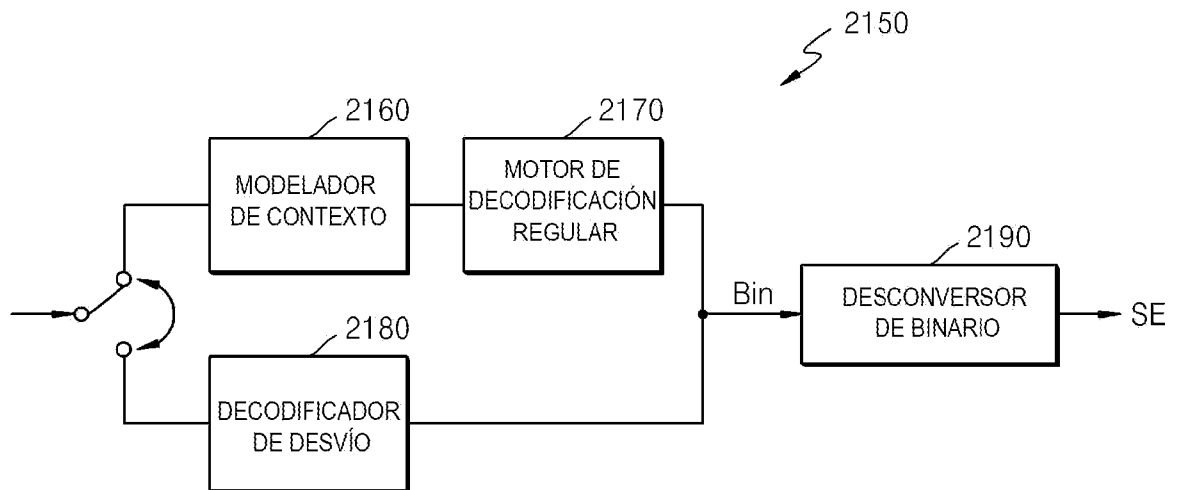 2150
2160
MODELADOR
DE CONTEXTO
2170
MOTOR DE
DECODIFICACIÓN
REGULAR
2180
DECODIFICADOR
DE DESVÍO
Bin
2190
DESCONVERSOR
DE BINARIO
SE